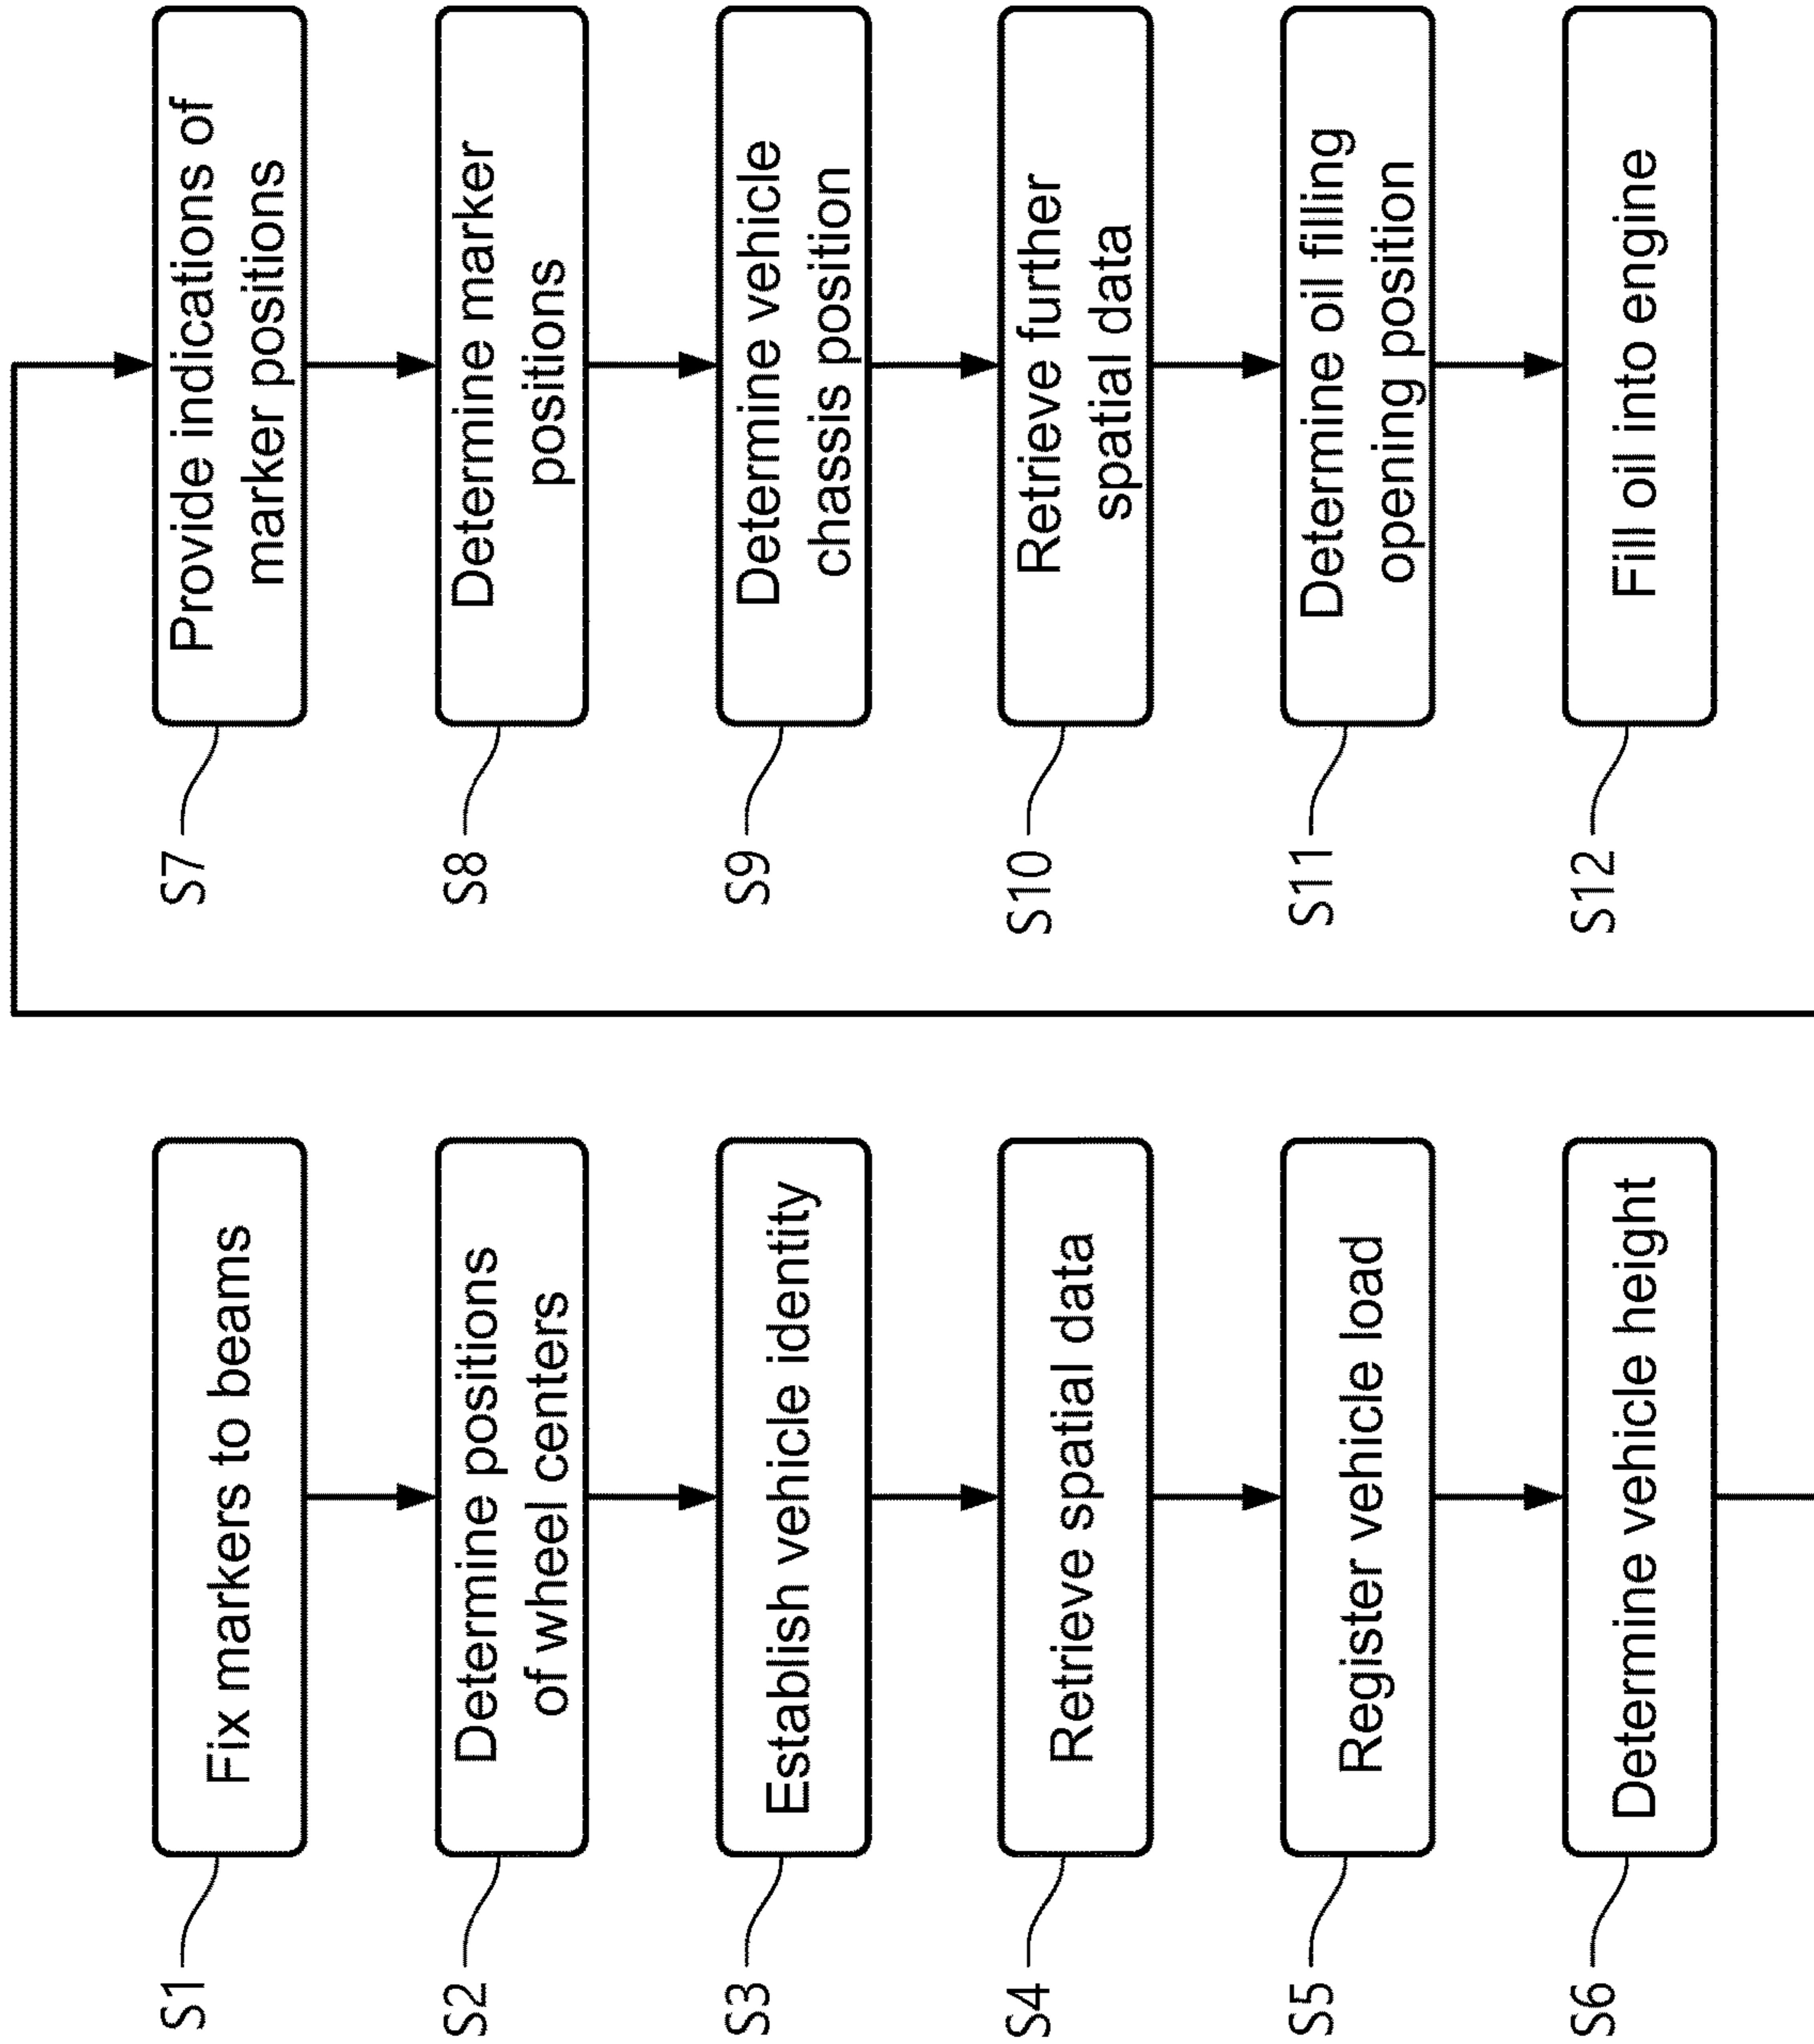 S1
Fix markers to beams
S2
Determine positions
of wheel centers
S3
Establish vehicle identity
S4
Retrieve spatial data
S5
Register vehicle load
S6
Determine vehicle height
S7
Provide indications of
marker positions
S8
Determine marker
positions
S9
Determine vehicle
chassis position
S10
Retrieve further
spatial data
S11
Determine oil filling
opening position
S12
Fill oil into engine